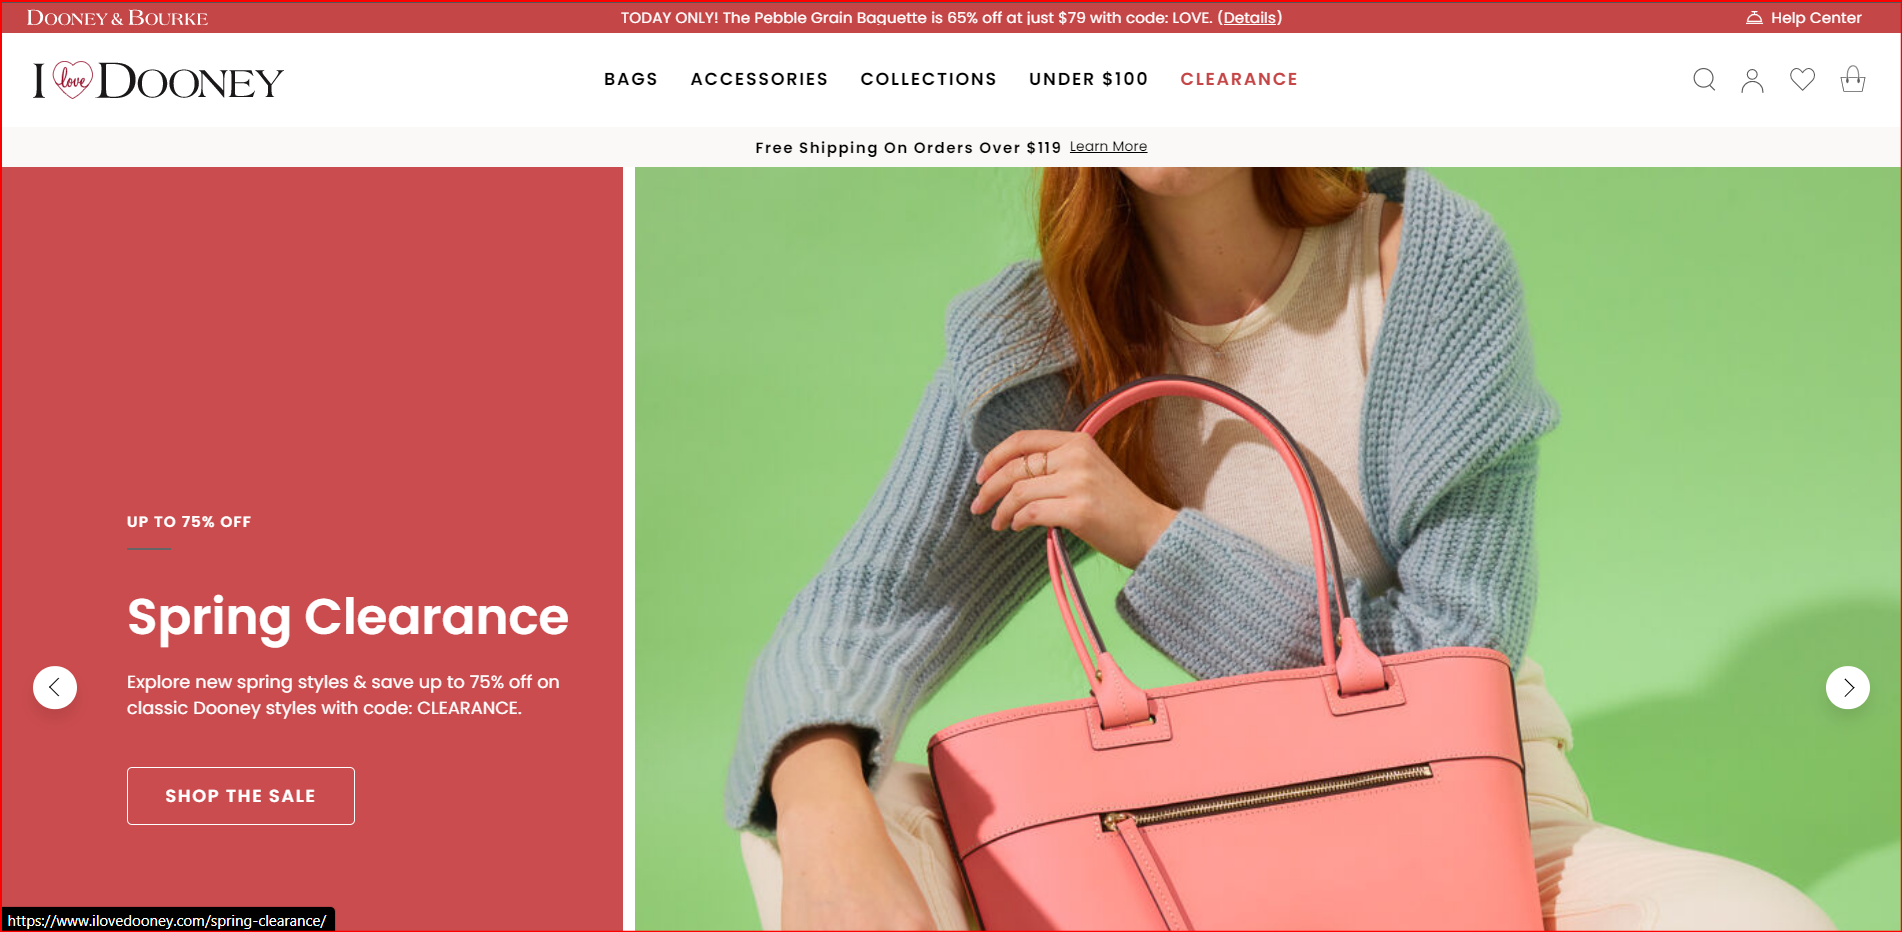 DOONEY & BOURKE
TODAY ONLY! The Pebble Grain Baguette is 65% off at just $79 with code: LOVE. (Details)
Help Center
I love DOONEY
BAGS
ACCESSORIES
COLLECTIONS
UNDER $100
CLEARANCE
Free Shipping On Orders Over $119 Learn More
UP TO 75% OFF
Spring Clearance
Explore new spring styles & save up to 75% off on
classic Dooney styles with code: CLEARANCE.
SHOP THE SALE
https://www.ilovedooney.com/spring-clearance/